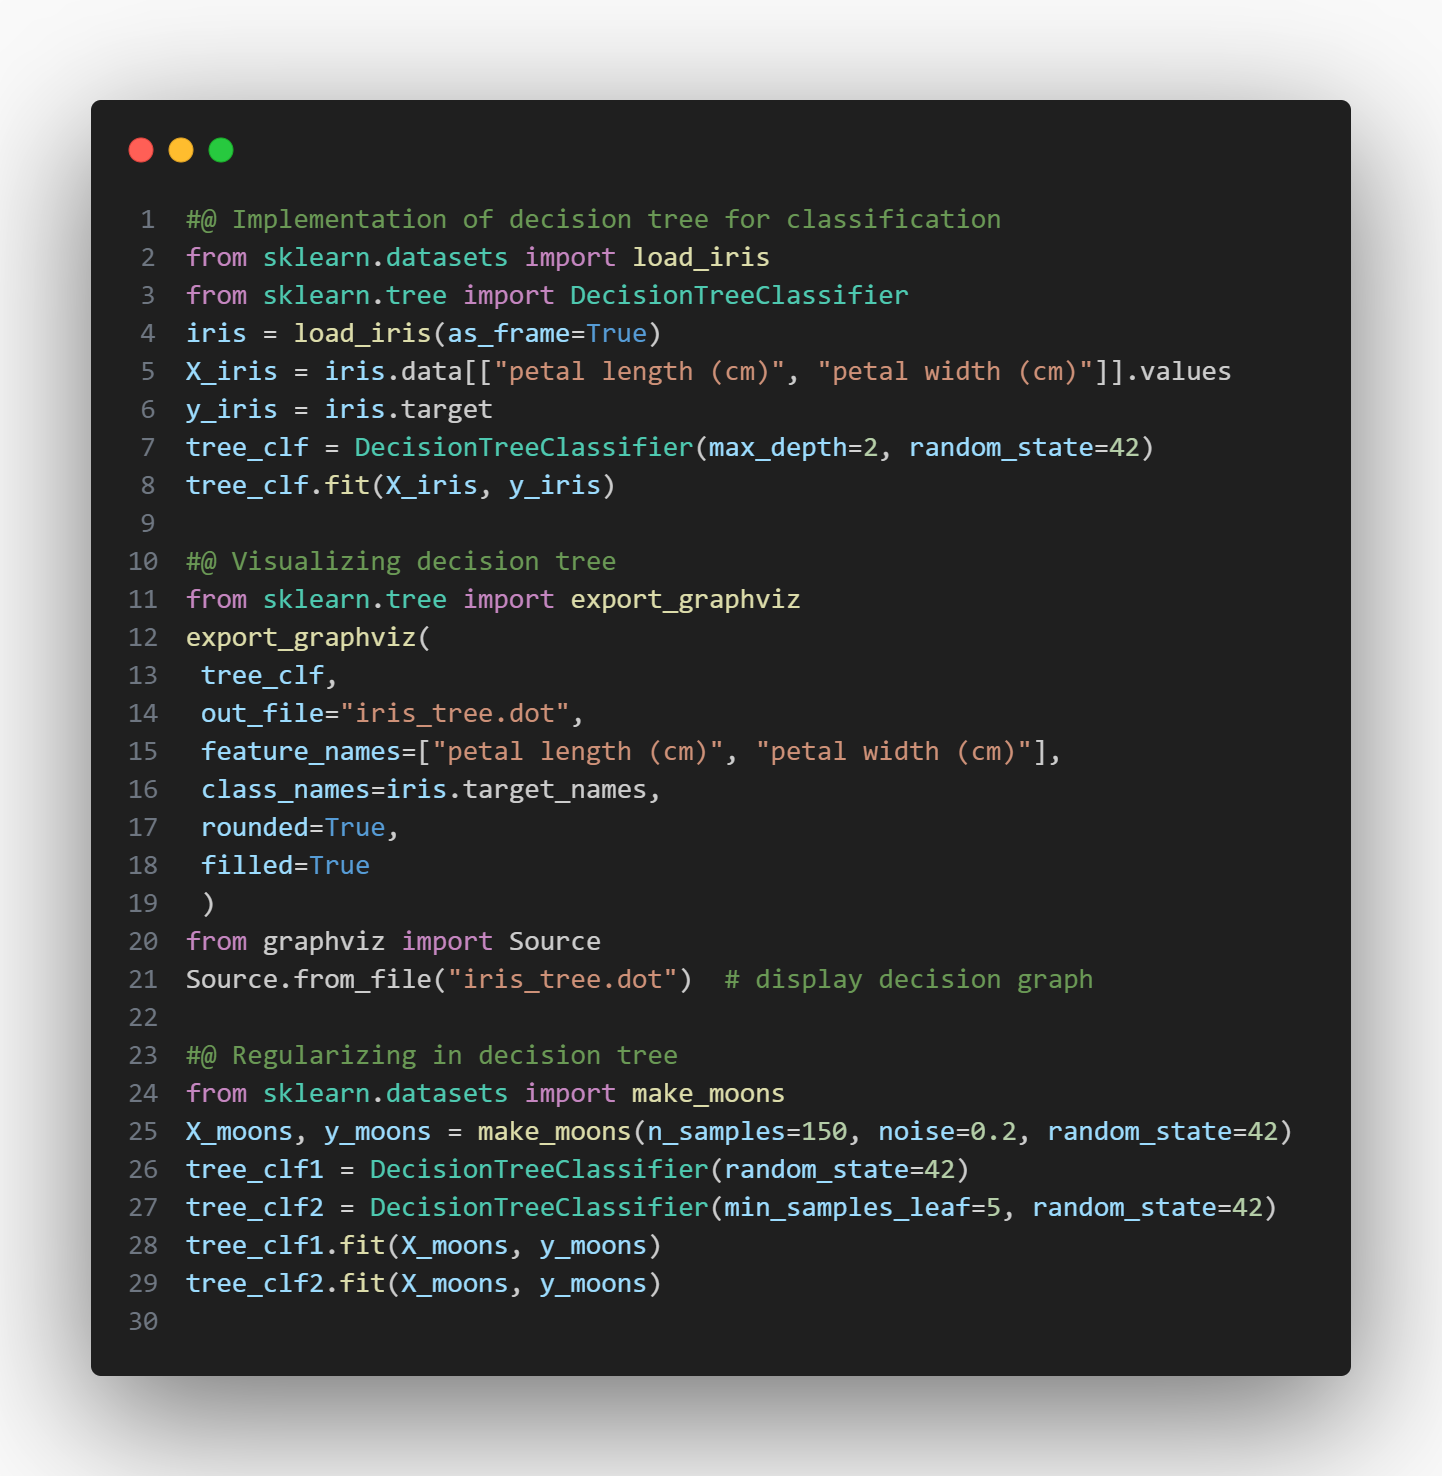 1 #@ Implementation of decision tree for classification
2 from sklearn.datasets import load_iris
3 from sklearn.tree import DecisionTreeClassifier
4 iris = load_iris(as_frame=True)
5 X_iris = iris.data[["petal length (cm)", "petal width (cm)"]].values
6 y_iris = iris.target
7 tree_clf = DecisionTreeClassifier(max_depth=2, random_state=42)
8 tree_clf.fit(X_iris, y_iris)
9
10 #@ Visualizing decision tree
11 from sklearn.tree import export_graphviz
12 export_graphviz(
13  tree_clf,
14  out_file="iris_tree.dot",
15  feature_names=["petal length (cm)", "petal width (cm)"],
16  class_names=iris.target_names,
17  rounded=True,
18  filled=True
19  )
20 from graphviz import Source
21 Source.from_file("iris_tree.dot")  # display decision graph
22
23 #@ Regularizing in decision tree
24 from sklearn.datasets import make_moons
25 X_moons, y_moons = make_moons(n_samples=150, noise=0.2, random_state=42)
26 tree_clf1 = DecisionTreeClassifier(random_state=42)
27 tree_clf2 = DecisionTreeClassifier(min_samples_leaf=5, random_state=42)
28 tree_clf1.fit(X_moons, y_moons)
29 tree_clf2.fit(X_moons, y_moons)
30